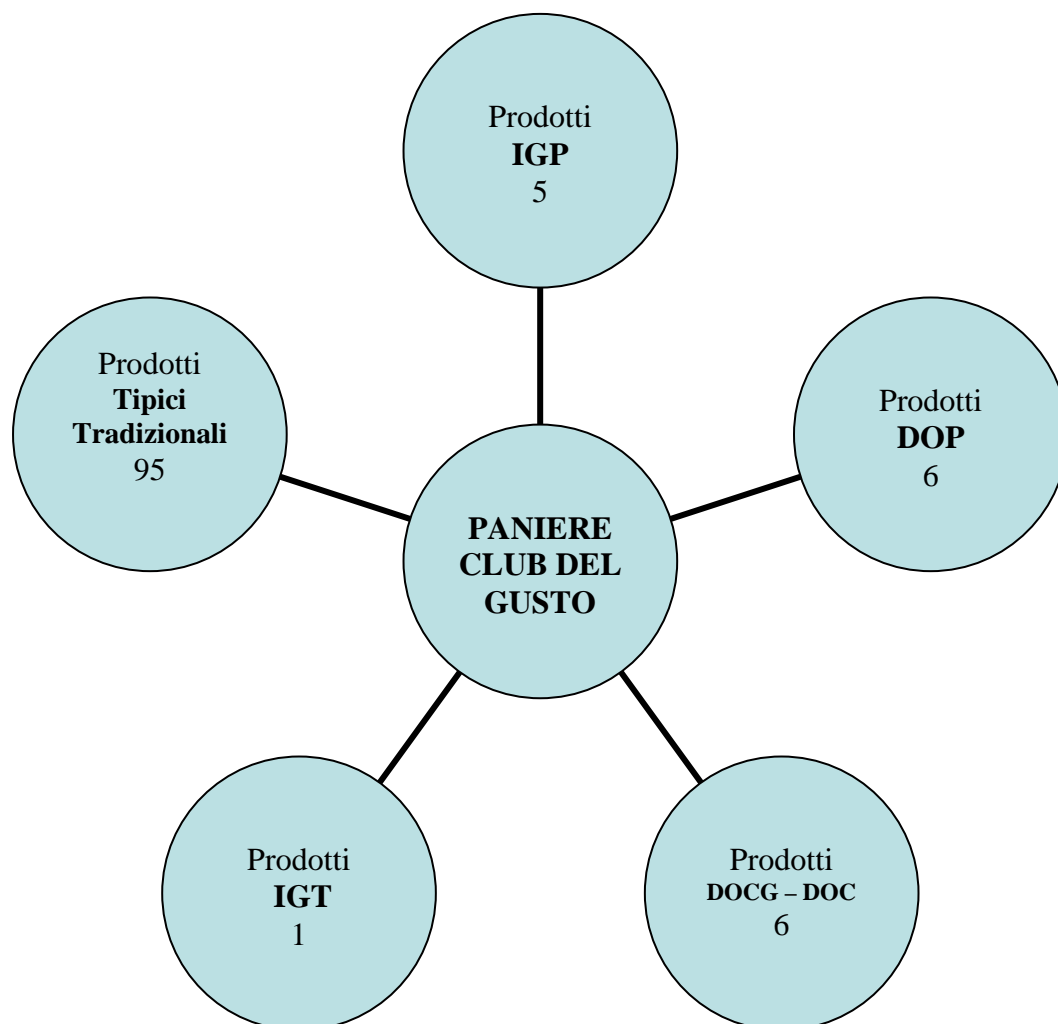 Prodotti
IGP
5
Prodotti
Tipici
Tradizionali
95
Prodotti
DOP
6
PANIERE
CLUB DEL
GUSTO
Prodotti
IGT
1
Prodotti
DOCG – DOC
6